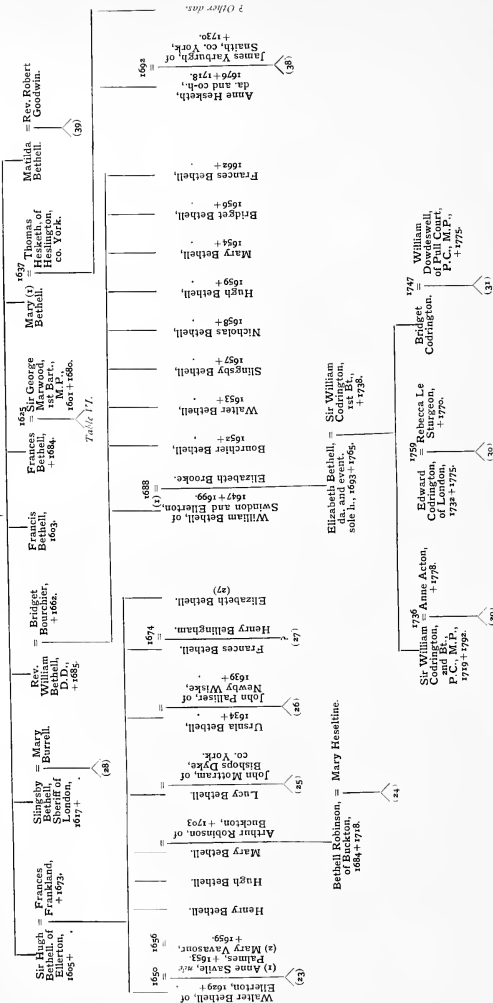 Sir Hugh
Bethell. of
Ellerton,
1605+
=
Frances
Frankland,
+1673.
Slingsby
Bethell,
Sheriff of
London,
1617+
=
Mary
Burrell.
(28)
Rev.
William
Bethell,
D.D.,
+1685.
=
Bridget
Bourchier,
+1662.
Francis
Bethell,
1603.
Frances
Bethell,
+1684.
1625
=
Sir George
Marwood,
1st Bart.,
M.P.,
1601+1680.
Table VI.
Mary (1)
Bethell.
1637
=
Thomas
Hesketh, of
Heslington,
co. York.
Matilda
Bethell.
=
Rev. Robert
Goodwin.
(39)
Walter Bethell, of
Ellerton, 1629+
1650
=
(1) Anne Savile, née
Palmes, +1653.
1656
=
(2) Mary Vavasour,
+1659.
(23)
Henry Bethell.
Hugh Bethell.
Mary Bethell.
=
Arthur Robinson, of
Buckton, +1703
Lucy Bethell.
=
John Mottram, of
Bishops Dyke,
co. York.
(25)
Ursula Bethell,
1634+
=
John Palliser, of
Newby Wiske,
1639+
(26)
Frances Bethell.
1674
=
Henry Bellingham.
(27)
Elizabeth Bethell.
(27)
William Bethell, of
Swindon and Ellerton,
1647+1699.
1688
=
(1)
Elizabeth Brooke.
Bourchier Bethell,
1652+
Walter Bethell,
1653+
Slingsby Bethell,
1657+
Nicholas Bethell,
1658+
Hugh Bethell,
1659+
Mary Bethell,
1654+
Bridget Bethell,
1656+
Frances Bethell,
1662+
Anne Hesketh,
da. and co-h.,
1676+1718.
1692
=
James Yarburgh, of
Snaith, co. York,
+1730.
(38)
? Other das.
Bethell Robinson,
of Buckton,
1684+1718.
=
Mary Heseltine.
(24)
Elizabeth Bethell,
da. and event.
sole h., 1693+1765.
=
Sir William
Codrington,
1st Bt.,
+1738.
Sir William
Codrington,
2nd Bt.,
P.C., M.P.,
1719+1792.
1736
=
Anne Acton,
+1778.
Edward
Codrington,
of London,
1732+1775.
1759
=
Rebecca Le
Sturgeon,
+1770.
(30)
Bridget
Codrington.
1747
=
William
Dowdeswell,
of Pull Court,
P.C., M.P.,
+1775.
(31)